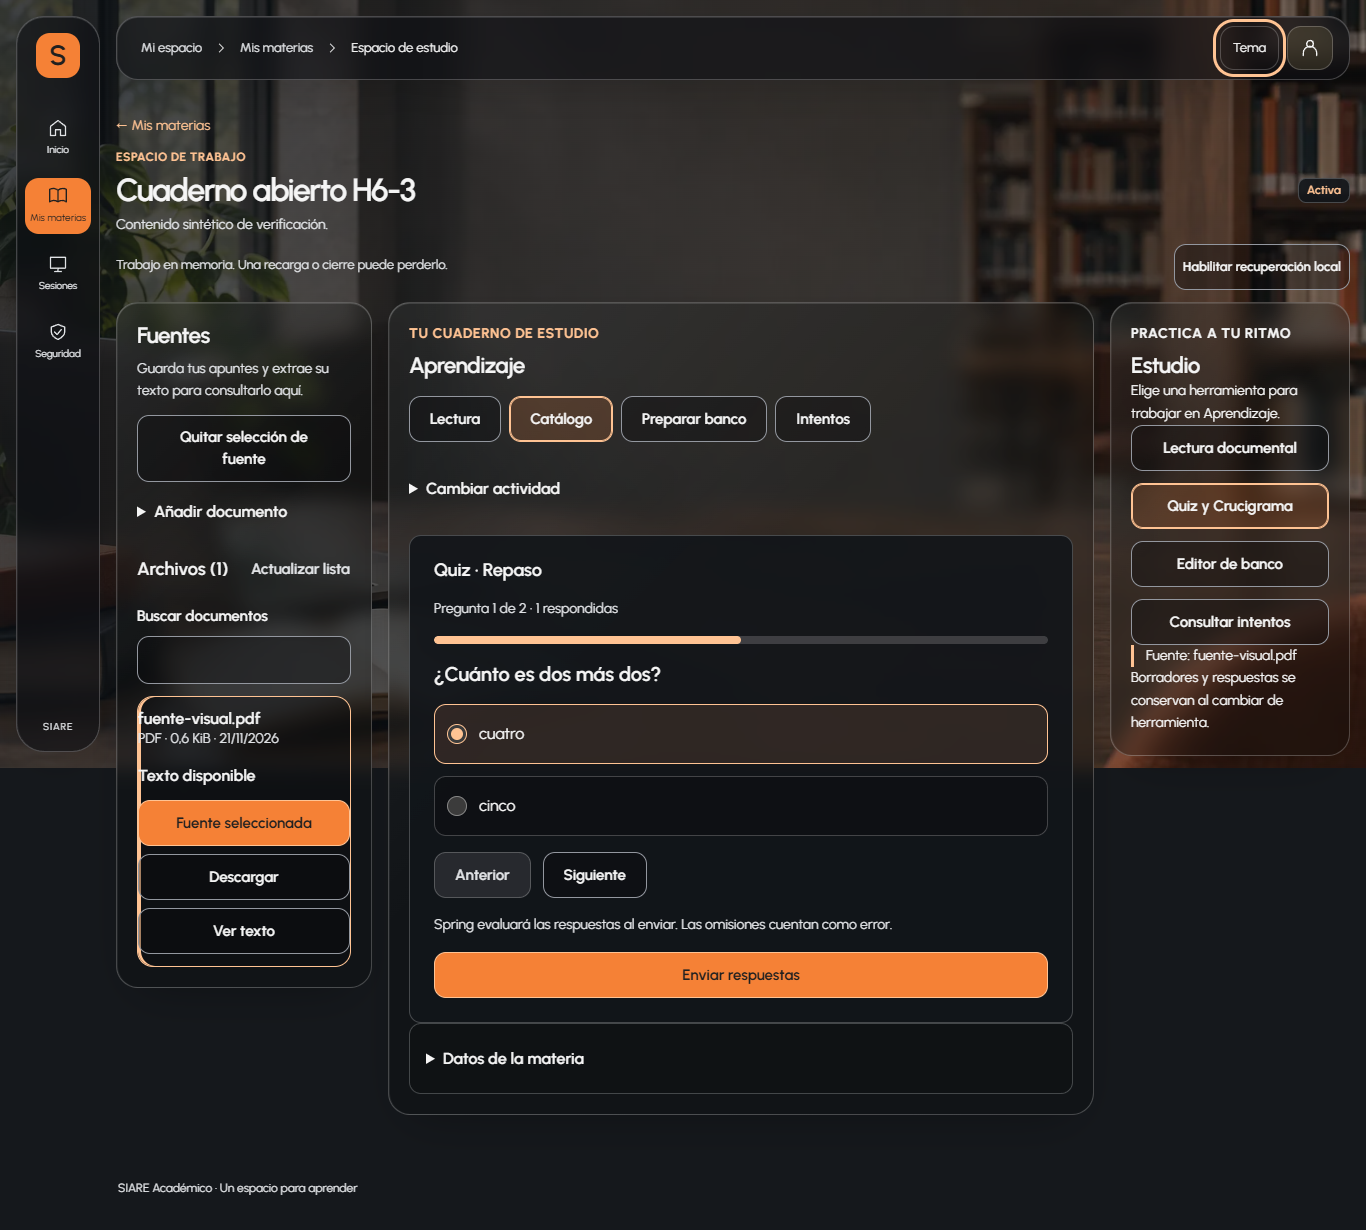 S
Mi espacio > Mis materias > Espacio de estudio
Tema
Inicio
Mis materias
Sesiones
Seguridad
SIARE
← Mis materias
ESPACIO DE TRABAJO
Cuaderno abierto H6-3
Activa
Contenido sintético de verificación.
Trabajo en memoria. Una recarga o cierre puede perderlo.
Habilitar recuperación local
Fuentes
Guarda tus apuntes y extrae su
texto para consultarlo aquí.
Quitar selección de
fuente
Añadir documento
Archivos (1)
Actualizar lista
Buscar documentos
fuente-visual.pdf
PDF · 0,6 KiB · 21/11/2026
Texto disponible
Fuente seleccionada
Descargar
Ver texto
TU CUADERNO DE ESTUDIO
Aprendizaje
Lectura
Catálogo
Preparar banco
Intentos
Cambiar actividad
Quiz · Repaso
Pregunta 1 de 2 · 1 respondidas
¿Cuánto es dos más dos?
cuatro
cinco
Anterior
Siguiente
Spring evaluará las respuestas al enviar. Las omisiones cuentan como error.
Enviar respuestas
Datos de la materia
PRACTICA A TU RITMO
Estudio
Elige una herramienta para
trabajar en Aprendizaje.
Lectura documental
Quiz y Crucigrama
Editor de banco
Consultar intentos
Fuente: fuente-visual.pdf
Borradores y respuestas se
conservan al cambiar de
herramienta.
SIARE Académico · Un espacio para aprender